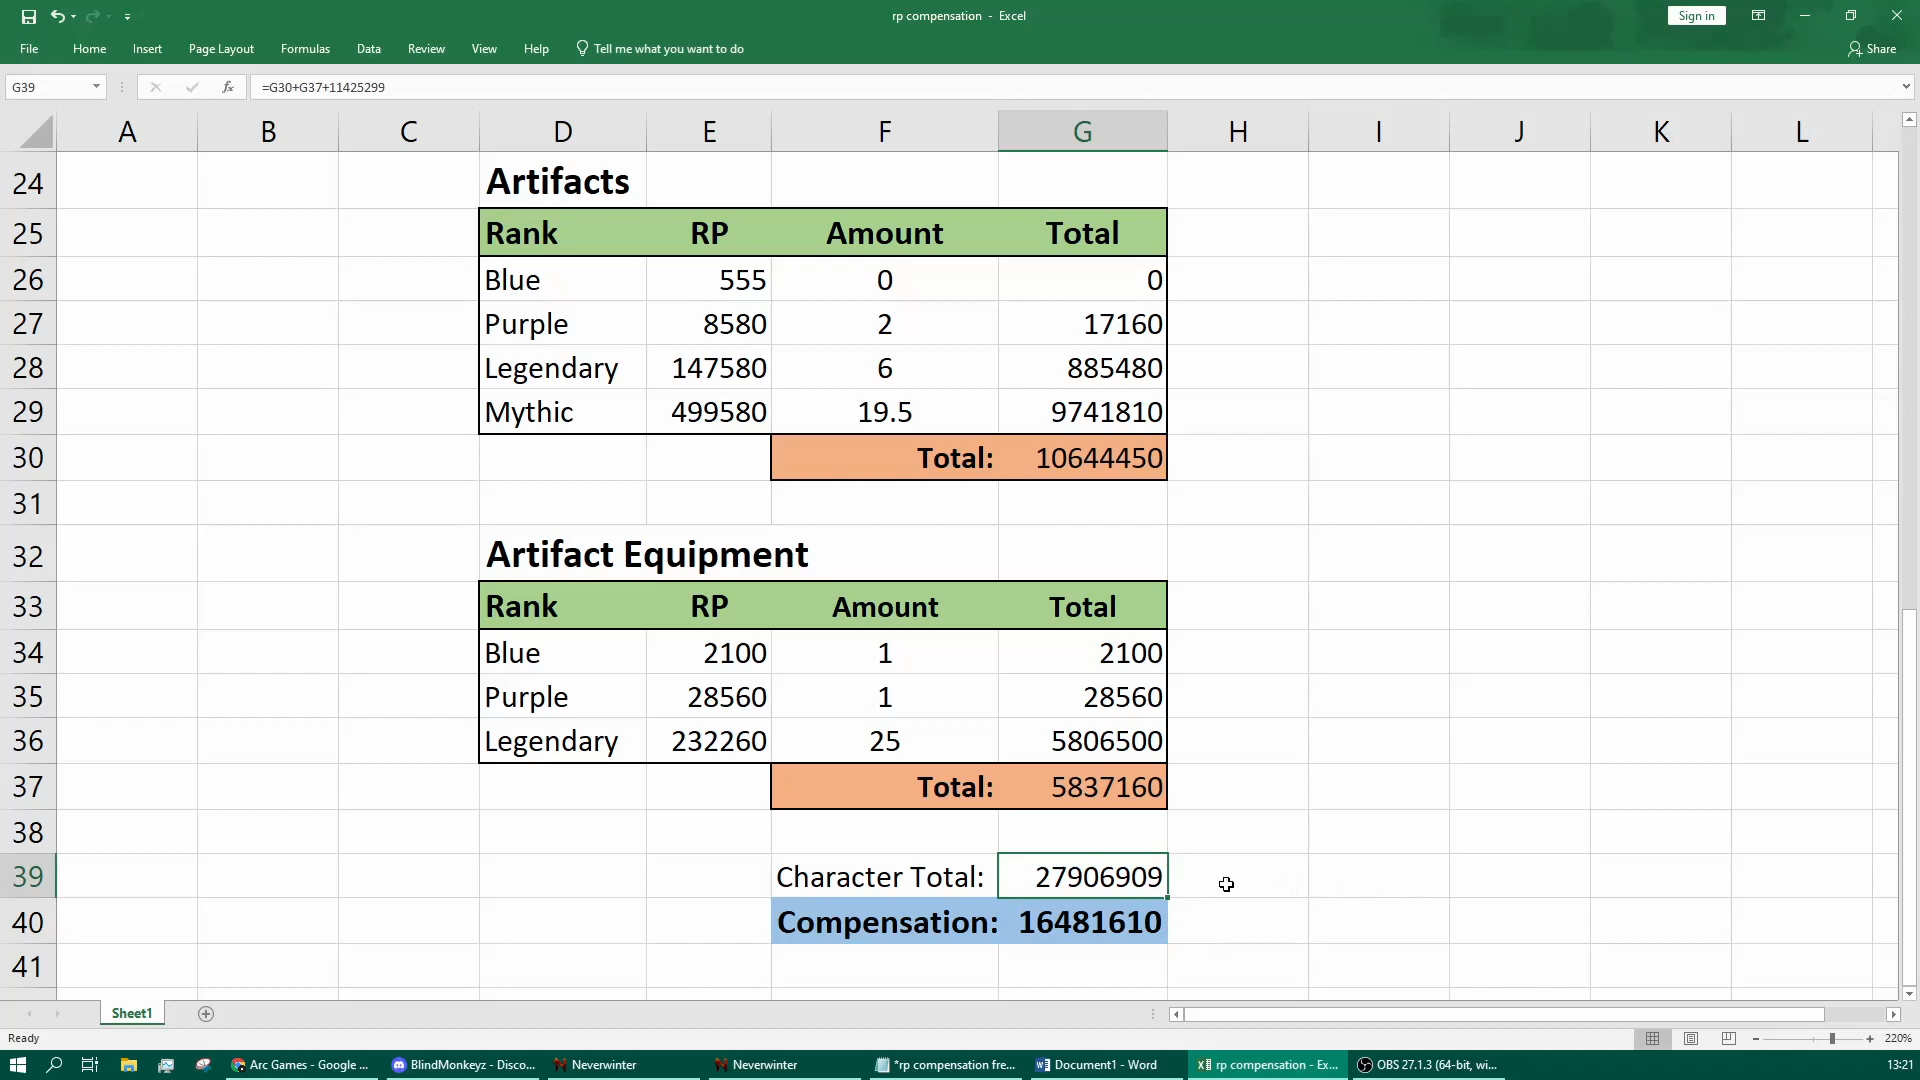 rp compensation - Excel
Sign in
File Home Insert Page Layout Formulas Data Review View Help Tell me what you want to do Share
G39 fx =G30+G37+11425299
A B C D E F G H I J K L
24 Artifacts
25 Rank RP Amount Total
26 Blue 555 0 0
27 Purple 8580 2 17160
28 Legendary 147580 6 885480
29 Mythic 499580 19.5 9741810
30 Total: 10644450
31
32 Artifact Equipment
33 Rank RP Amount Total
34 Blue 2100 1 2100
35 Purple 28560 1 28560
36 Legendary 232260 25 5806500
37 Total: 5837160
38
39 Character Total: 27906909
40 Compensation: 16481610
41
Sheet1
Ready 220%
Arc Games - Google ... BlindMonkeyz - Disco... Neverwinter Neverwinter *rp compensation fre... Document1 - Word rp compensation - Ex... OBS 27.1.3 (64-bit, wi... 13:21